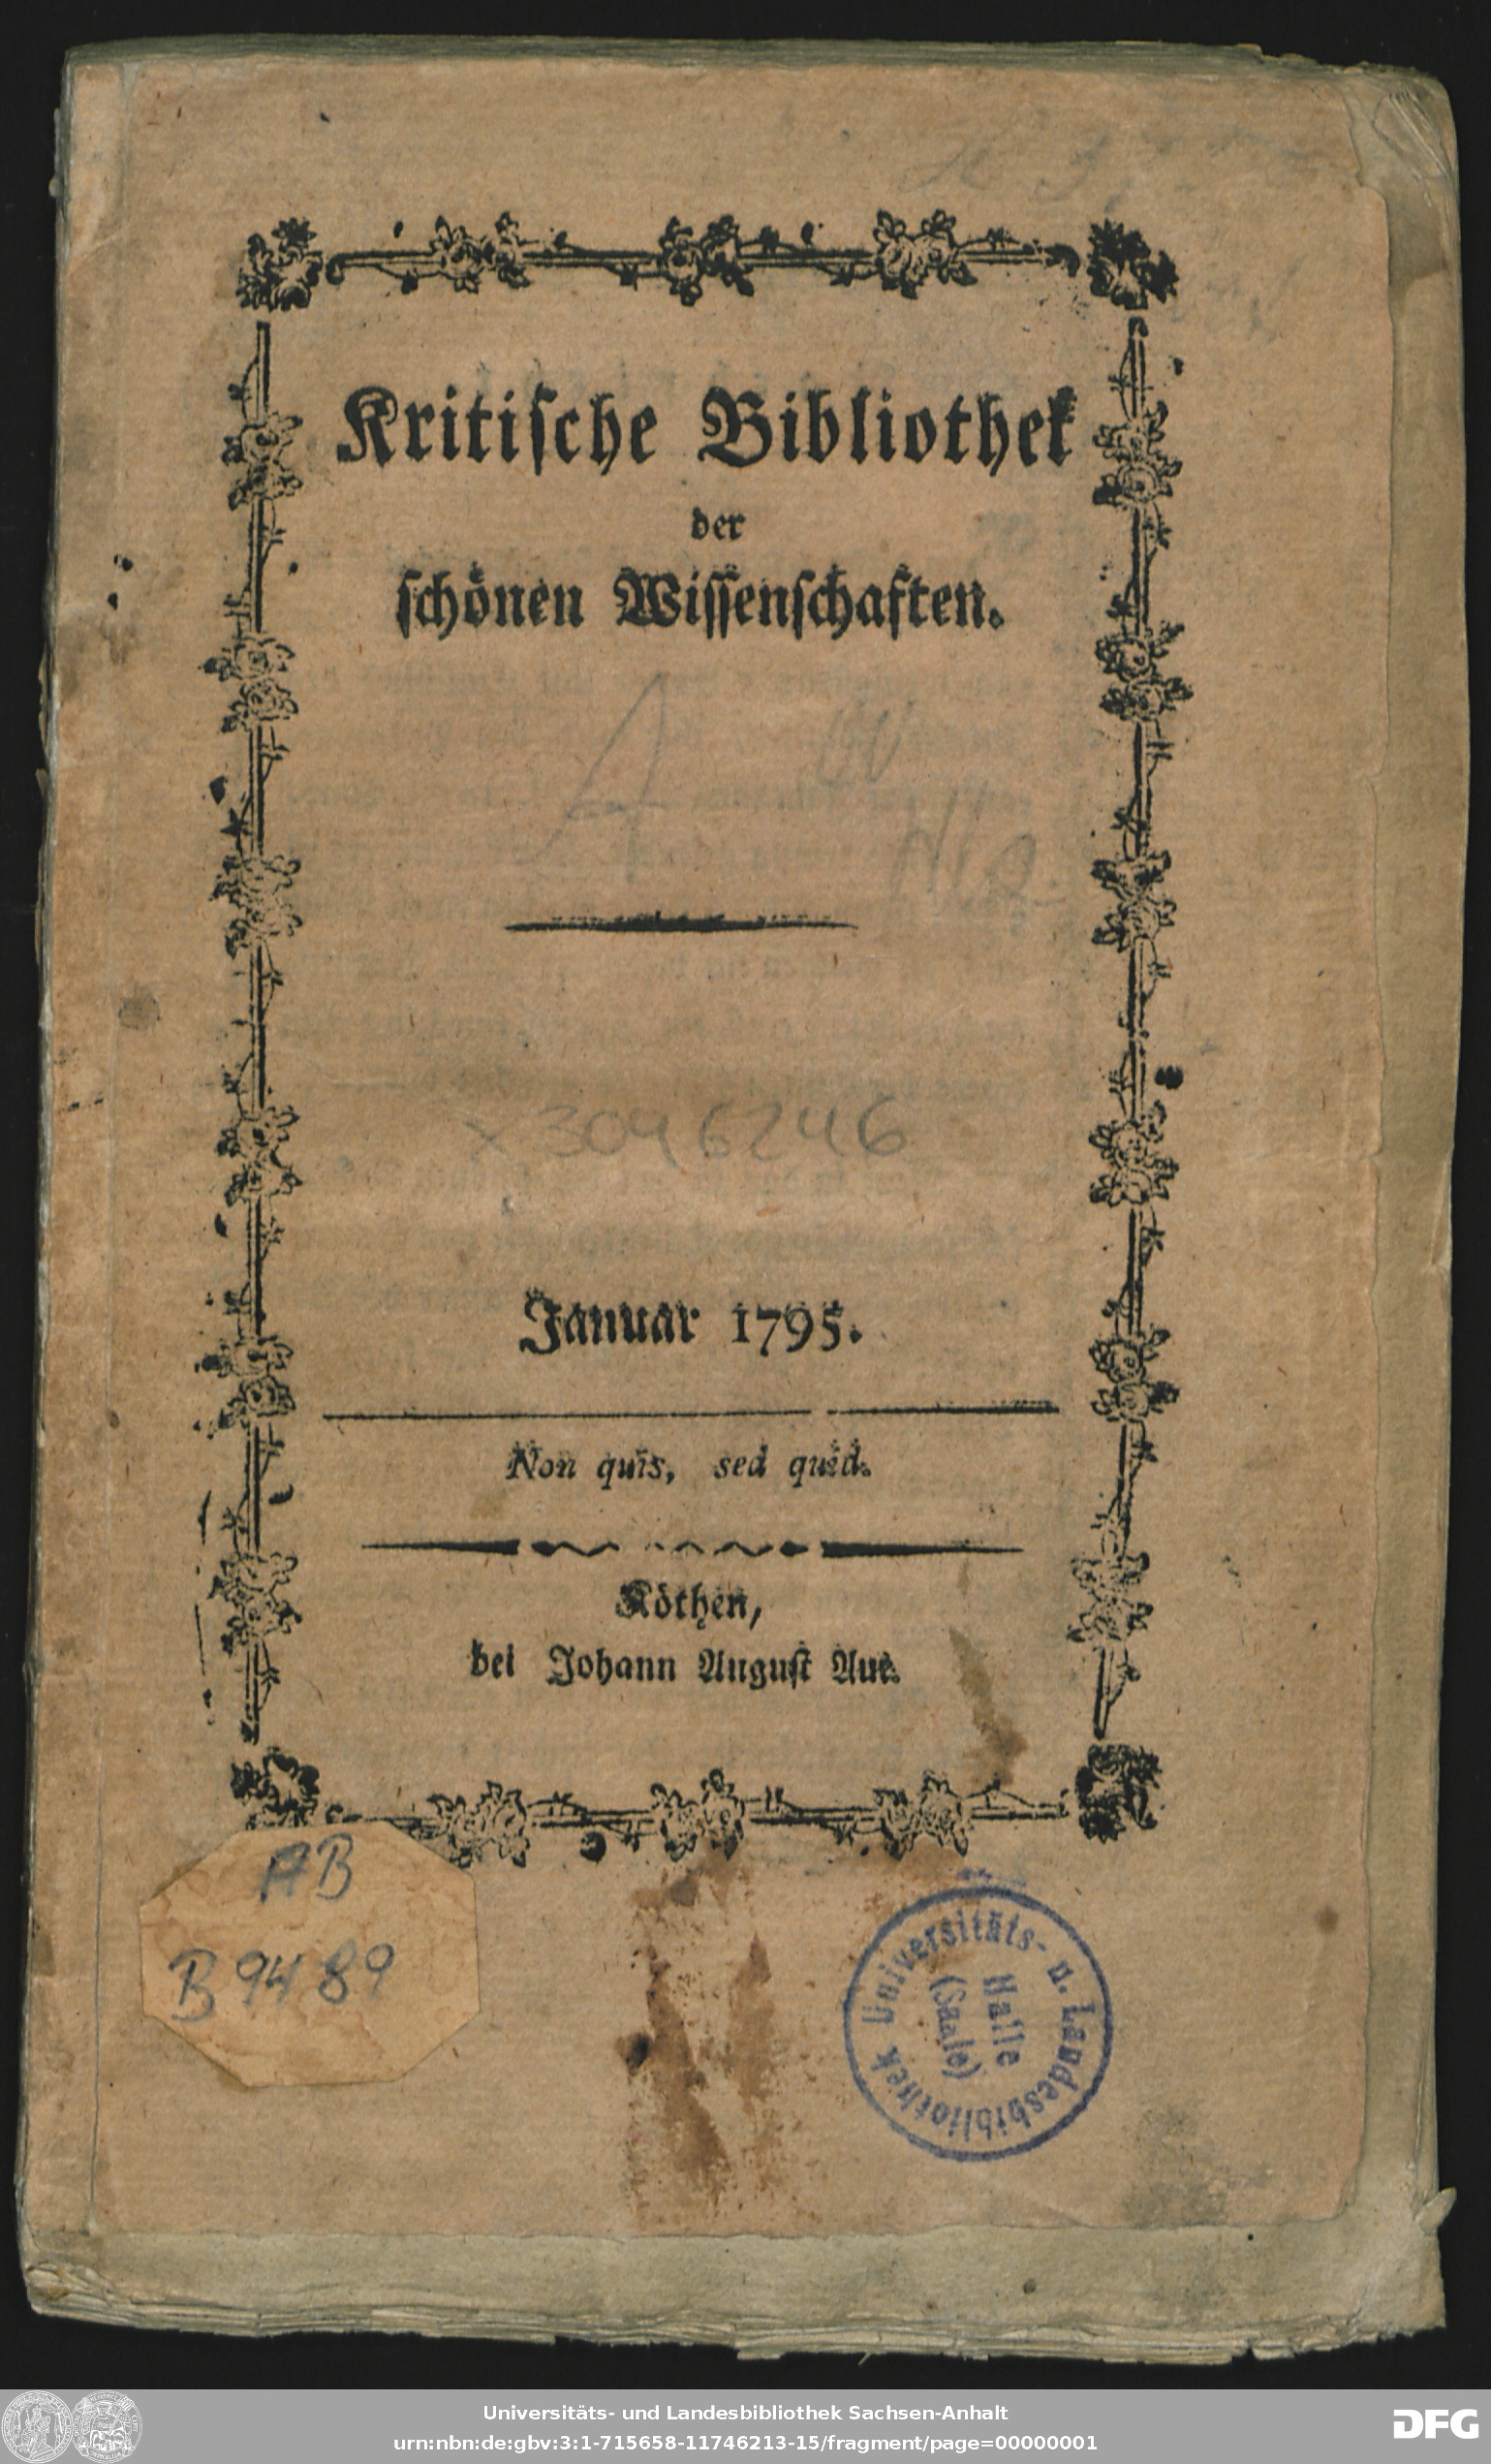 Kritiſche Bibliothek
der
ſchönen Wiſſenſchaften.
A
x3096246
Januar 1795.
Non quis, sed quid.
Köthen,
bei Johann Auguſt Aue.
AB
B 9489
Universitäts- u. Landesbibliothek
Halle
(Saale)
Universitäts- und Landesbibliothek Sachsen-Anhalt
urn:nbn:de:gbv:3:1-715658-11746213-15/fragment/page=00000001
DFG